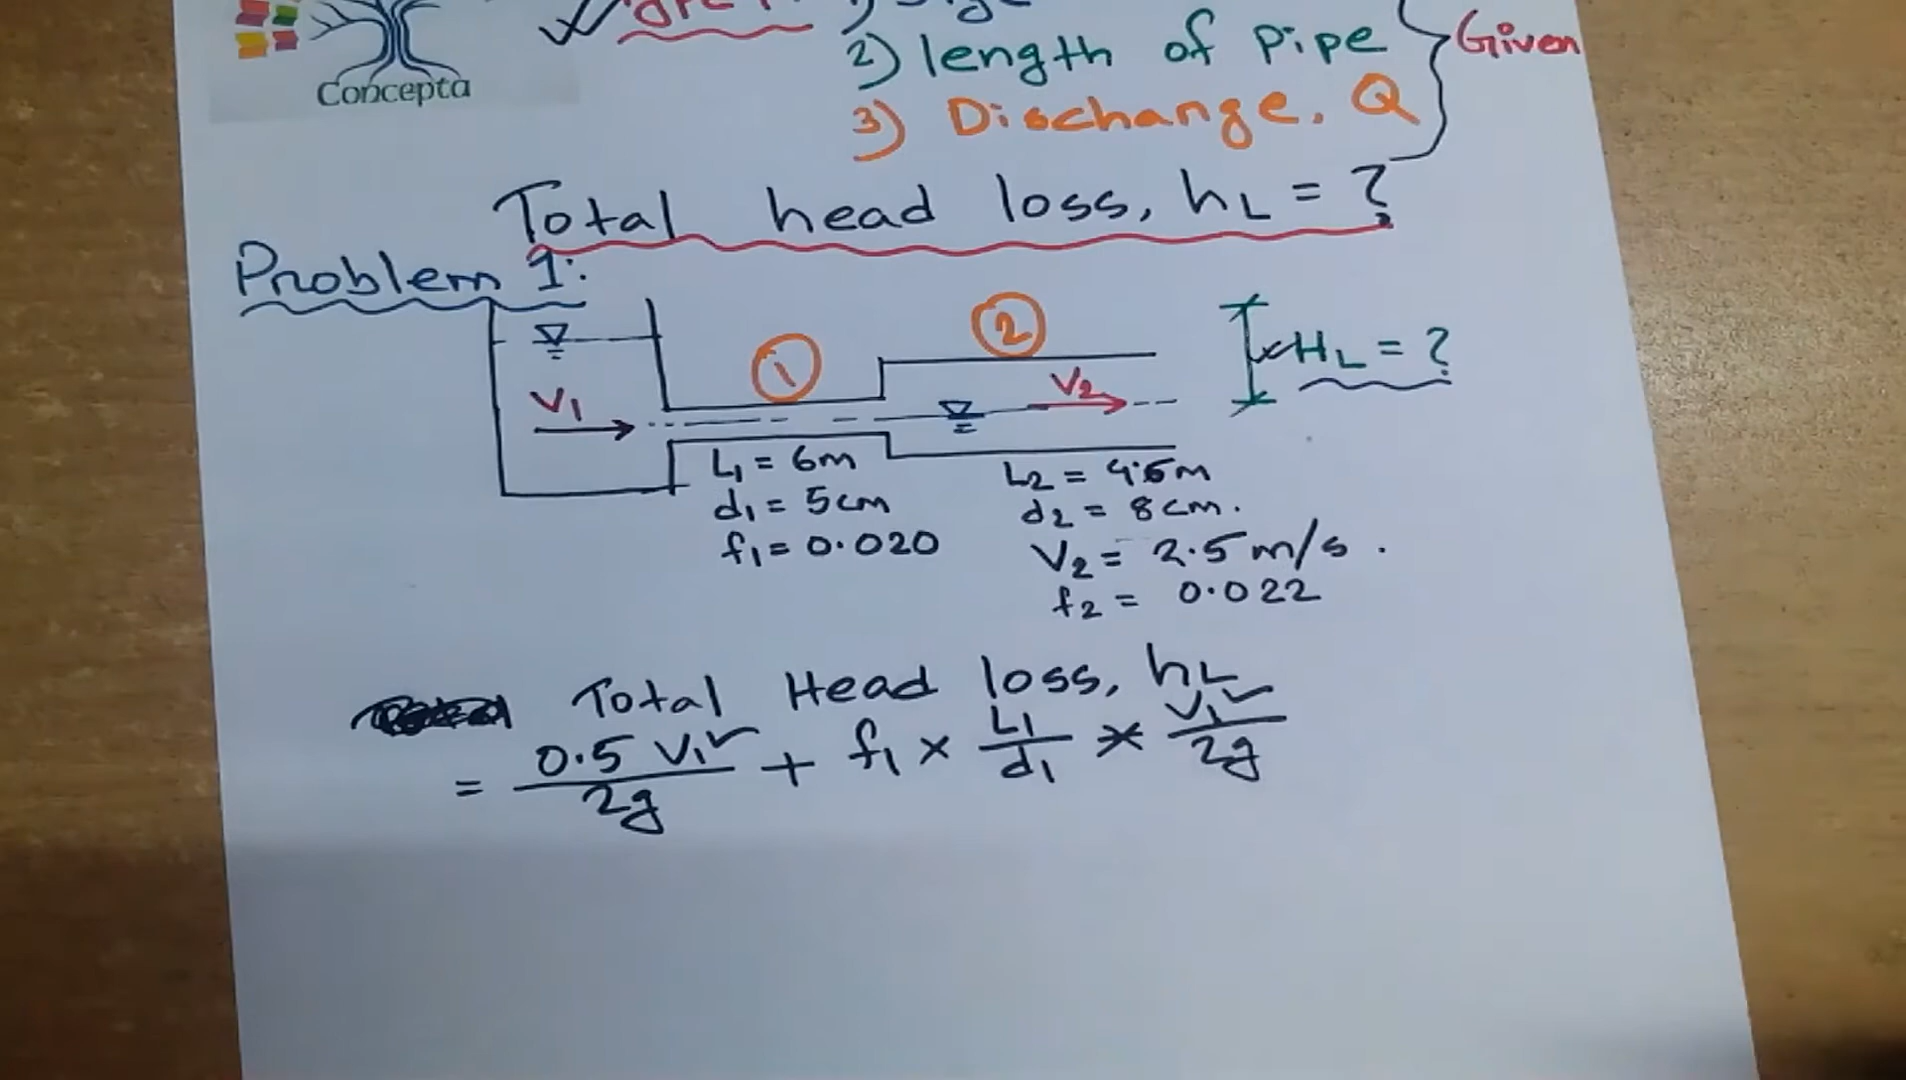 2) length of pipe
Given
3) Dischange, Q
Concepta
Total head loss, hL = ?
Problem 1:
1
2
HL = ?
V1
V2
L1 = 6m
d1 = 5cm
f1 = 0.020
L2 = 4.5m
d2 = 8cm.
V2 = 2.5m/s.
f2 = 0.022
Total Head loss, hL
= 0.5 V1²/2g + f1 × L1/d1 * V1²/2g